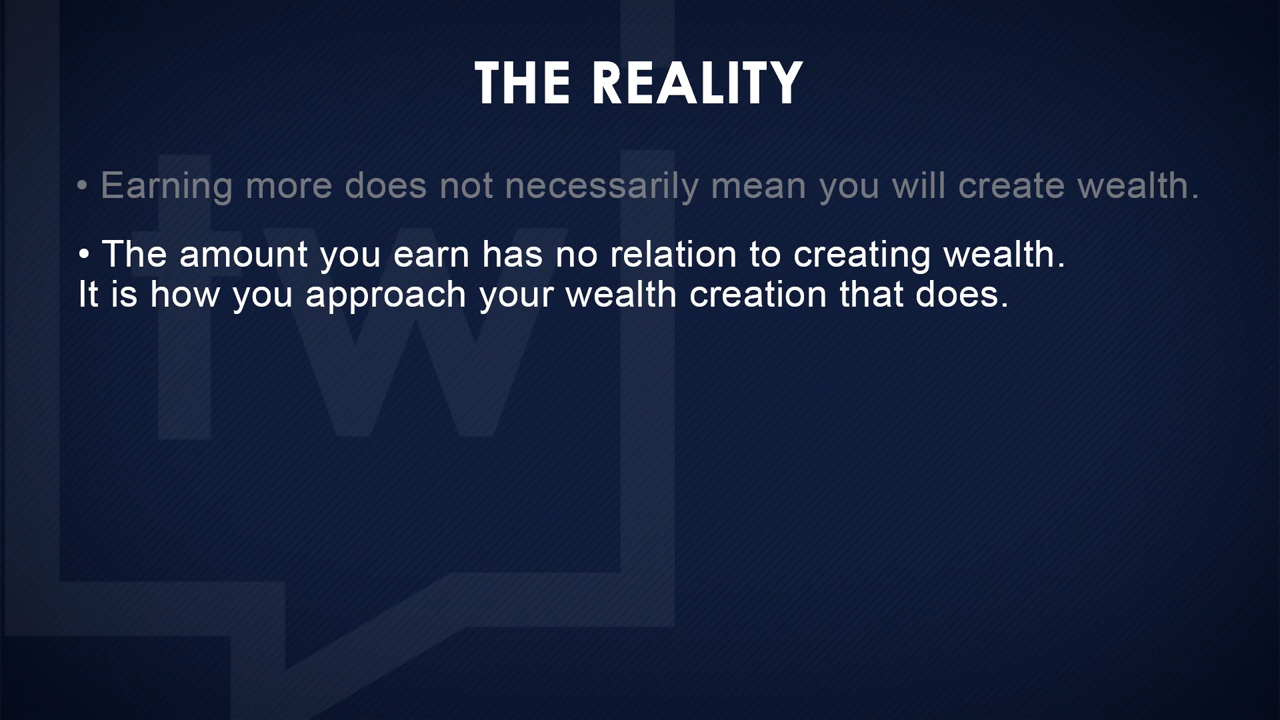 THE REALITY
• Earning more does not necessarily mean you will create wealth.
• The amount you earn has no relation to creating wealth.
It is how you approach your wealth creation that does.
tw